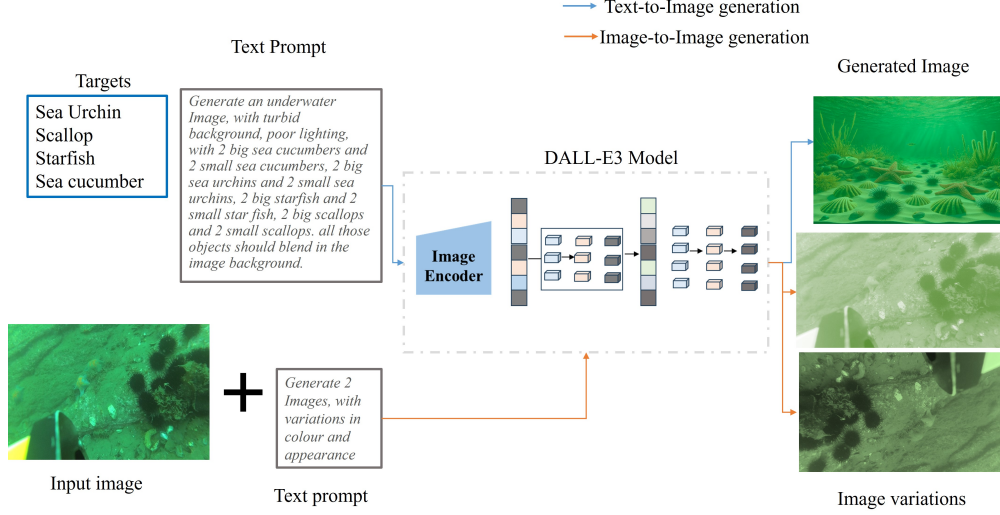 Text-to-Image generation
Image-to-Image generation
Text Prompt
Targets
Sea Urchin
Scallop
Starfish
Sea cucumber
Generate an underwater
Image, with turbid
background, poor lighting,
with 2 big sea cucumbers and
2 small sea cucumbers, 2 big
sea urchins and 2 small sea
urchins, 2 big starfish and 2
small star fish, 2 big scallops
and 2 small scallops. all those
objects should blend in the
image background.
DALL-E3 Model
Image
Encoder
Generated Image
Generate 2
Images, with
variations in
colour and
appearance
Input image
Text prompt
Image variations